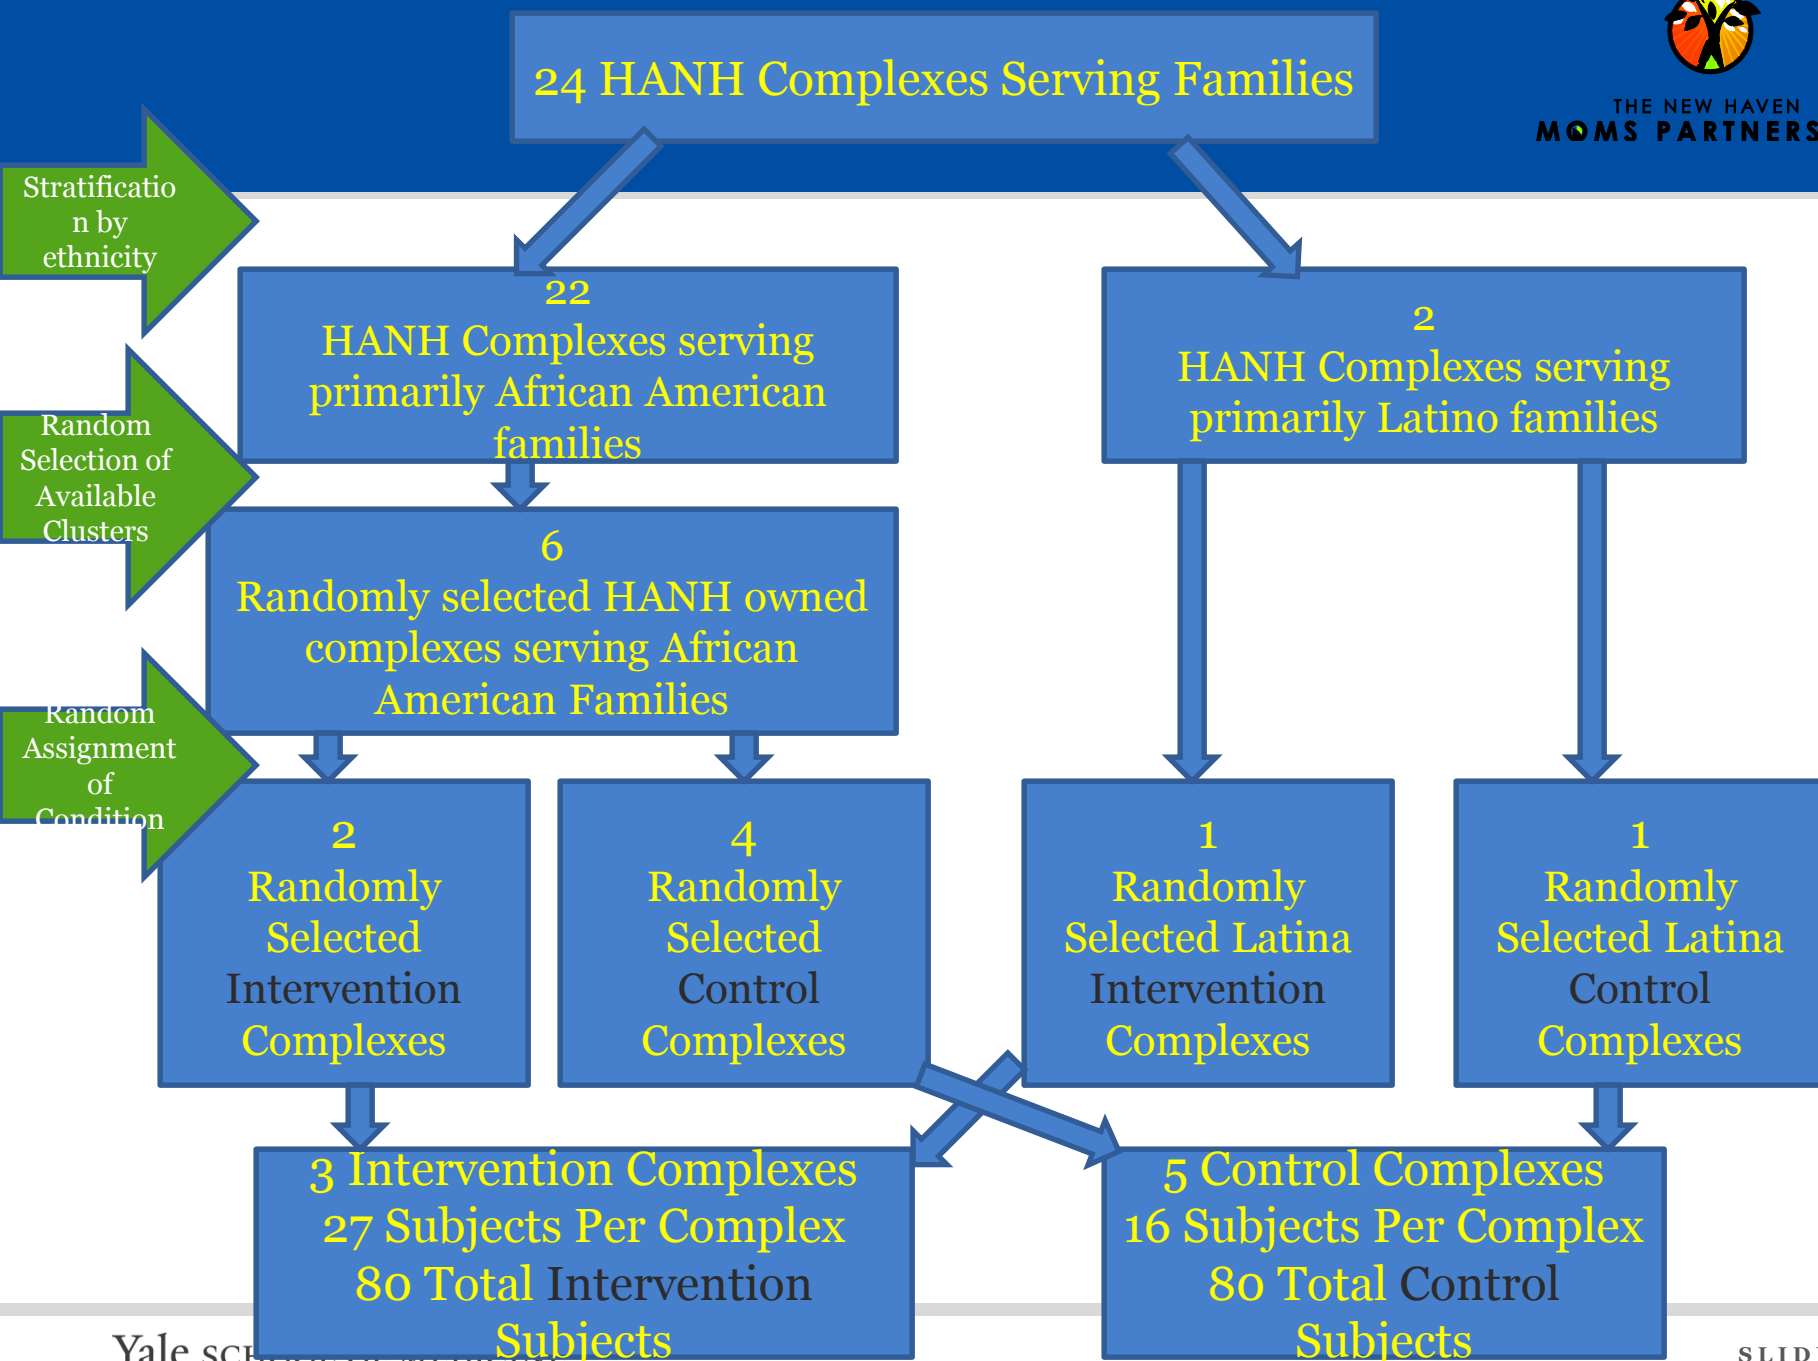 24 HANH Complexes Serving Families
THE NEW HAVEN
MOMS PARTNERS
Stratificatio
n by
ethnicity
22
HANH Complexes serving
primarily African American
families
2
HANH Complexes serving
primarily Latino families
Random
Selection of
Available
Clusters
6
Randomly selected HANH owned
complexes serving African
American Families
Random
Assignment
of
Condition
2
Randomly
Selected
Intervention
Complexes
4
Randomly
Selected
Control
Complexes
1
Randomly
Selected Latina
Intervention
Complexes
1
Randomly
Selected Latina
Control
Complexes
3 Intervention Complexes
27 Subjects Per Complex
80 Total Intervention
Subjects
5 Control Complexes
16 Subjects Per Complex
80 Total Control
Subjects
Yale
SLID